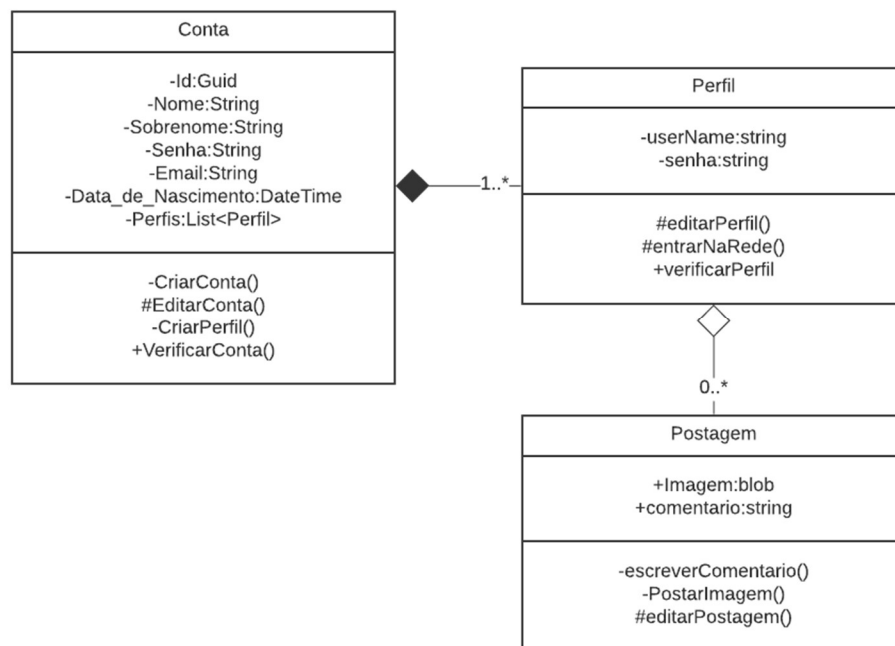 Conta
-Id:Guid
-Nome:String
-Sobrenome:String
-Senha:String
-Email:String
-Data_de_Nascimento:DateTime
-Perfis:List<Perfil>
-CriarConta()
#EditarConta()
-CriarPerfil()
+VerificarConta()
1..*
Perfil
-userName:string
-senha:string
#editarPerfil()
#entrarNaRede()
+verificarPerfil
0..*
Postagem
+Imagem:blob
+comentario:string
-escreverComentario()
-PostarImagem()
#editarPostagem()